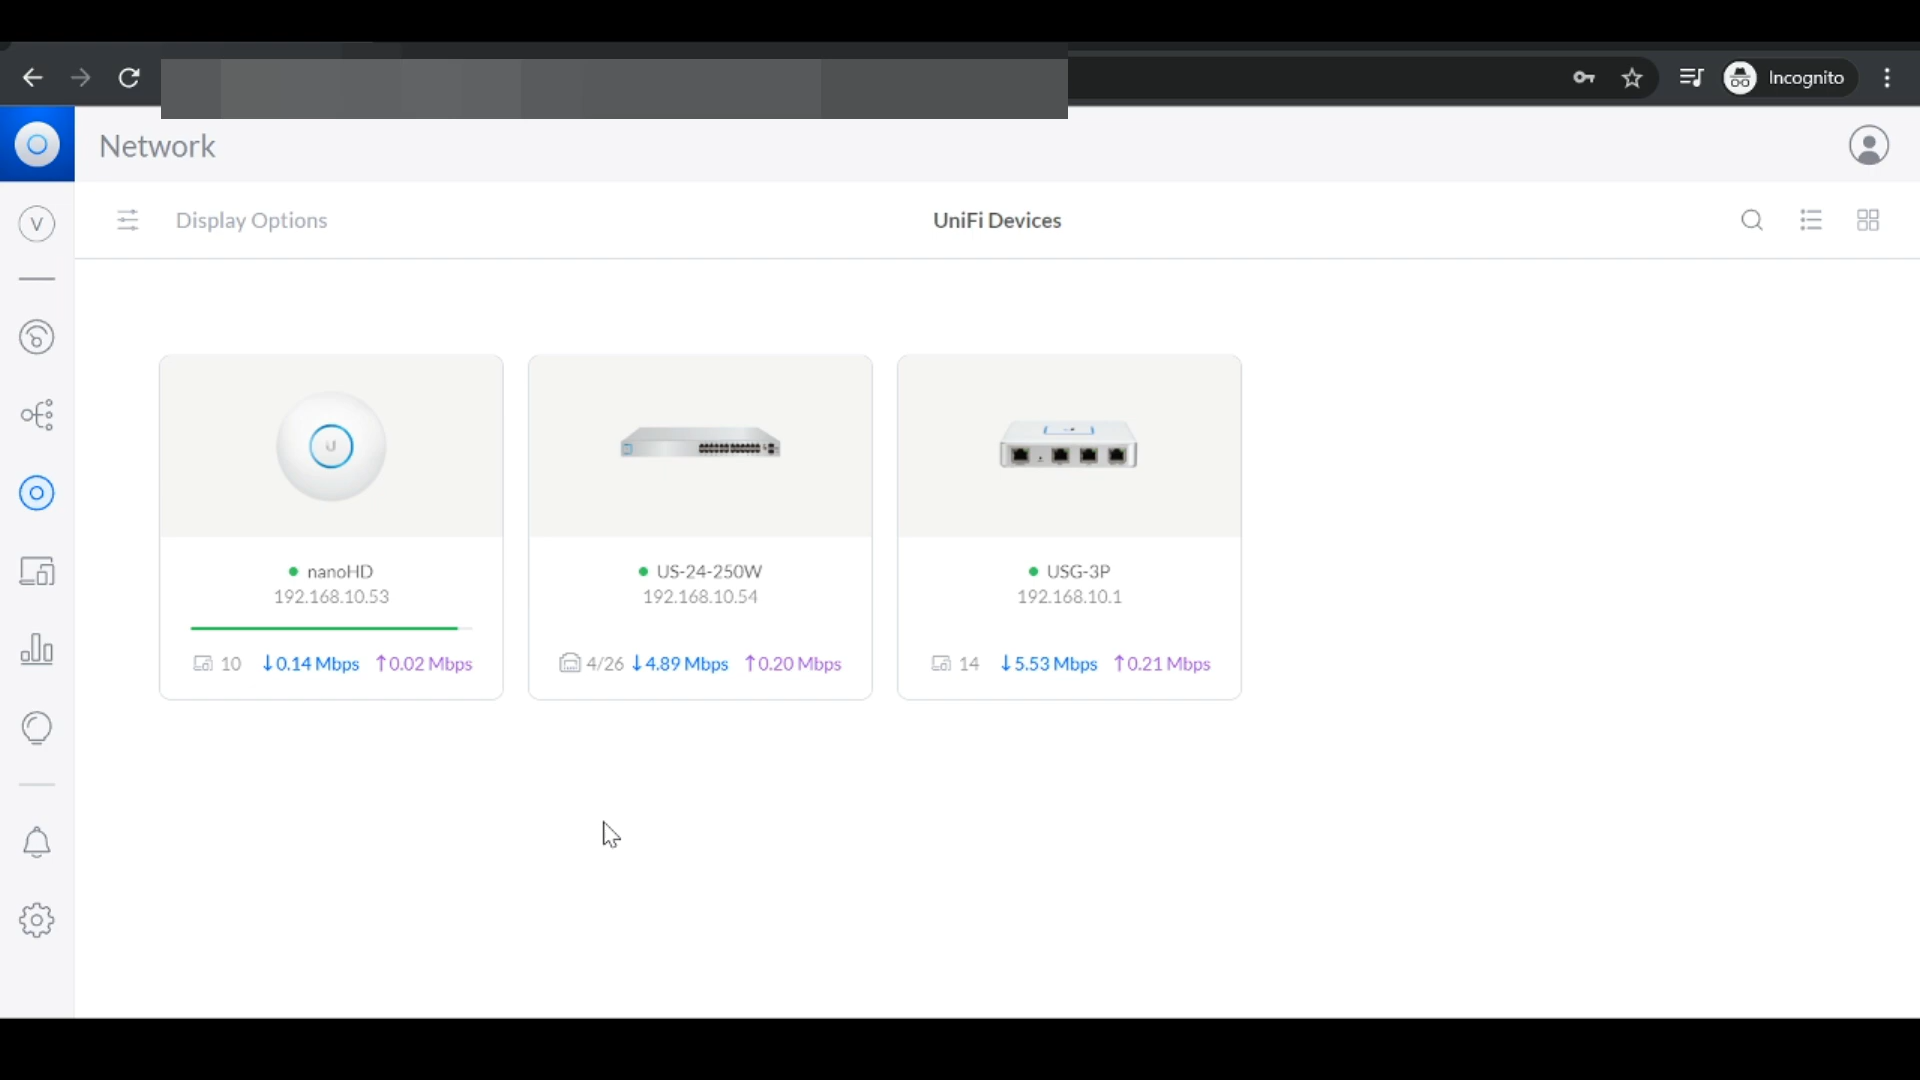 Incognito
Network
V
Display Options
UniFi Devices
nanoHD
192.168.10.53
10 ↓0.14 Mbps ↑0.02 Mbps
US-24-250W
192.168.10.54
4/26 ↓4.89 Mbps ↑0.20 Mbps
USG-3P
192.168.10.1
14 ↓5.53 Mbps ↑0.21 Mbps